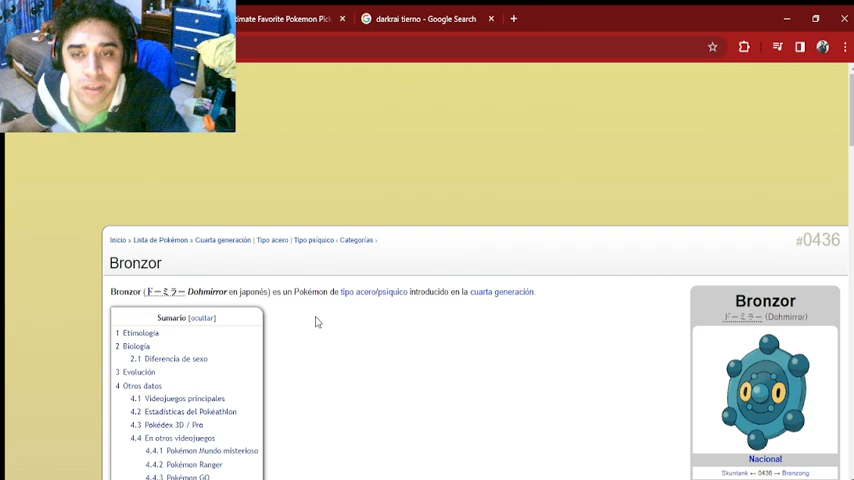 timate Favorite Pokemon Pick
darkrai tierno - Google Search
Inicio » Lista de Pokémon » Cuarta generación | Tipo acero | Tipo psíquico ‹ Categorías ›
#0436
Bronzor
Bronzor (ドーミラー Dohmirror en japonés) es un Pokémon de tipo acero/psíquico introducido en la cuarta generación.
Sumario [ocultar]
1 Etimología
2 Biología
2.1 Diferencia de sexo
3 Evolución
4 Otros datos
4.1 Videojuegos principales
4.2 Estadísticas del Pokéathlon
4.3 Pokédex 3D / Pro
4.4 En otros videojuegos
4.4.1 Pokémon Mundo misterioso
4.4.2 Pokémon Ranger
4.4.3 Pokémon GO
Bronzor
ドーミラー (Dohmirror)
Nacional
Skuntank ← 0436 → Bronzong